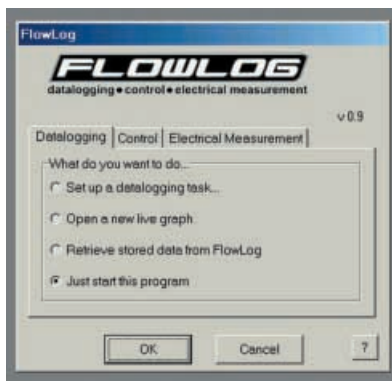 FlowLog
FLOWLOG
datalogging•control•electrical measurement
v 0.9
Datalogging Control Electrical Measurement
What do you want to do...
Set up a datalogging task...
Open a new live graph
Retrieve stored data from FlowLog
Just start this program
OK Cancel ?